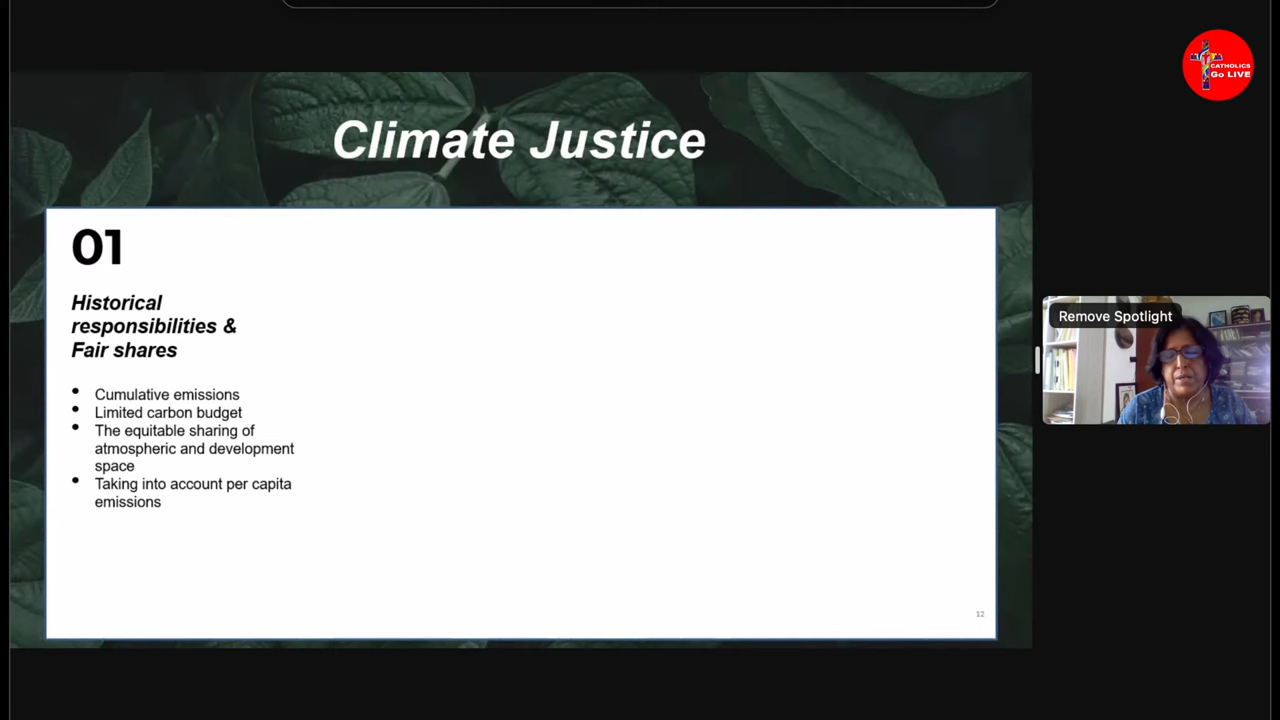 CATHOLICS
Go LIVE
Climate Justice
01
Historical
responsibilities &
Fair shares
• Cumulative emissions
• Limited carbon budget
• The equitable sharing of
atmospheric and development
space
• Taking into account per capita
emissions
12
Remove Spotlight